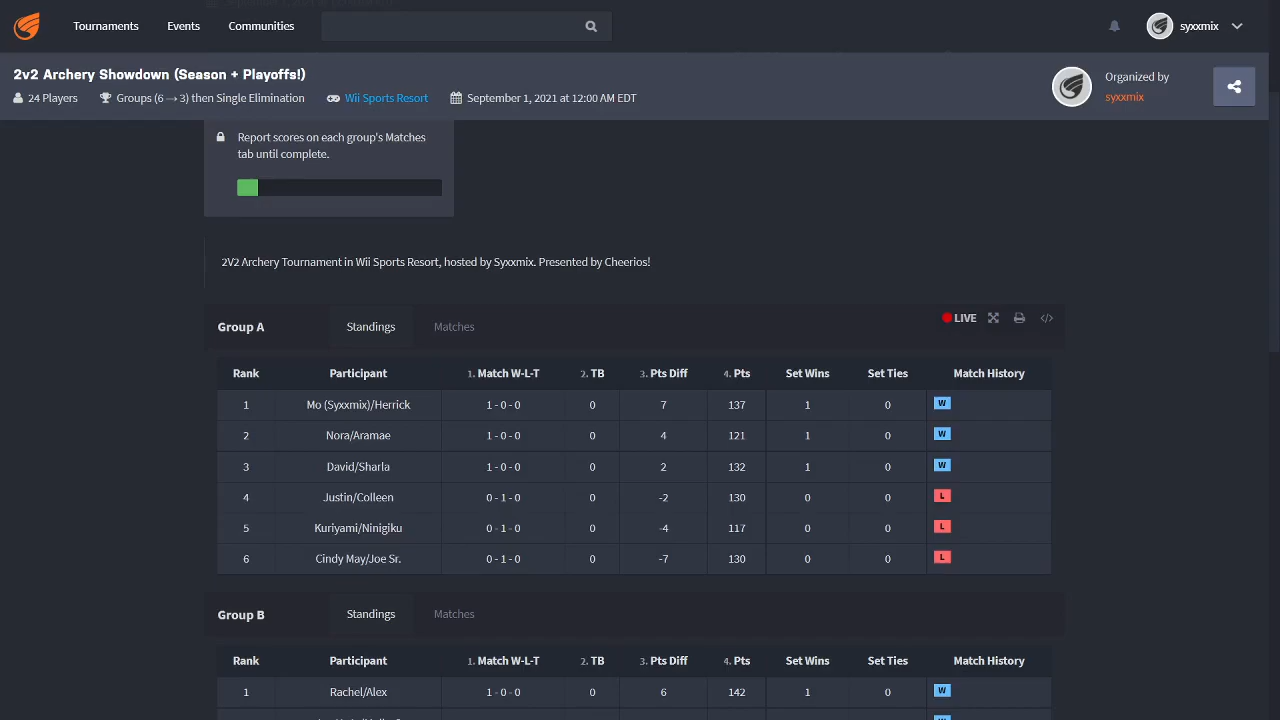 Tournaments Events Communities syxxmix
2v2 Archery Showdown (Season + Playoffs!)
24 Players Groups (6 → 3) then Single Elimination Wii Sports Resort September 1, 2021 at 12:00 AM EDT
Organized by
syxxmix
Report scores on each group's Matches
tab until complete.
2V2 Archery Tournament in Wii Sports Resort, hosted by Syxxmix. Presented by Cheerios!
Group A Standings Matches LIVE
Rank Participant 1. Match W-L-T 2. TB 3. Pts Diff 4. Pts Set Wins Set Ties Match History
1 Mo (Syxxmix)/Herrick 1 - 0 - 0 0 7 137 1 0 W
2 Nora/Aramae 1 - 0 - 0 0 4 121 1 0 W
3 David/Sharla 1 - 0 - 0 0 2 132 1 0 W
4 Justin/Colleen 0 - 1 - 0 0 -2 130 0 0 L
5 Kuriyami/Ninigiku 0 - 1 - 0 0 -4 117 0 0 L
6 Cindy May/Joe Sr. 0 - 1 - 0 0 -7 130 0 0 L
Group B Standings Matches
Rank Participant 1. Match W-L-T 2. TB 3. Pts Diff 4. Pts Set Wins Set Ties Match History
1 Rachel/Alex 1 - 0 - 0 0 6 142 1 0 W